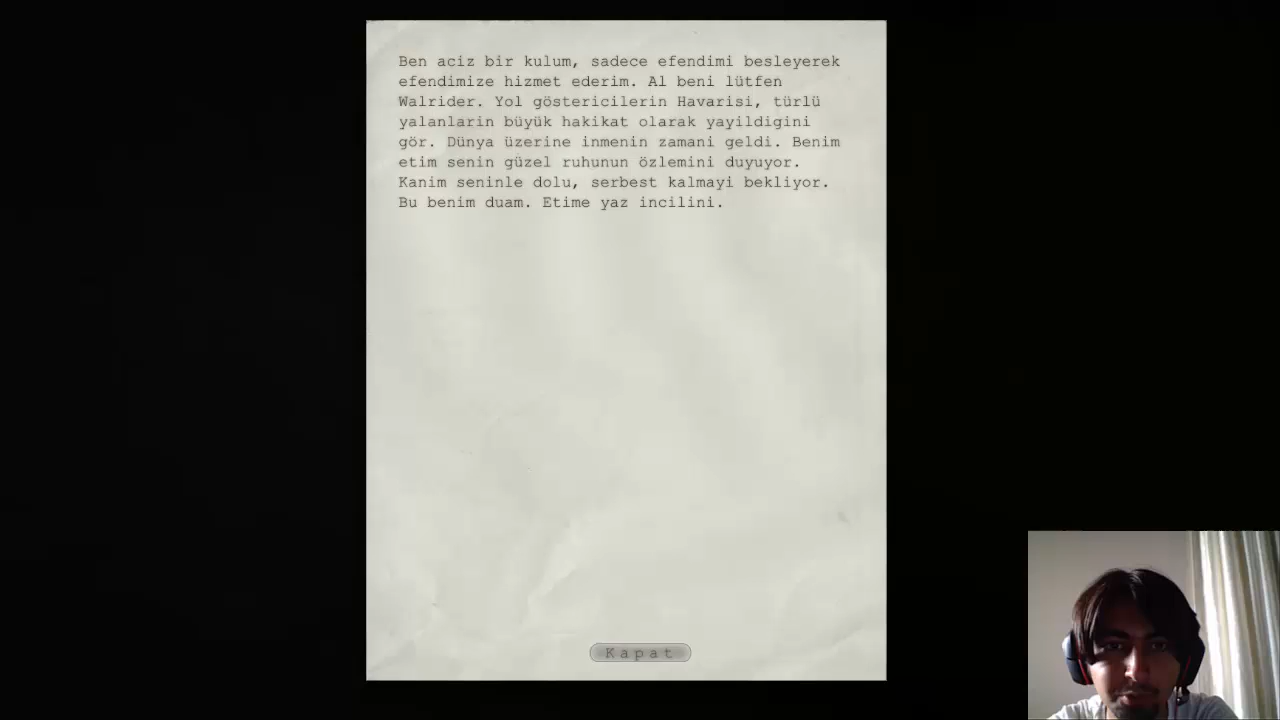 Ben aciz bir kulum, sadece efendimi besleyerek
efendimize hizmet ederim. Al beni lütfen
Walrider. Yol göstericilerin Havarisi, türlü
yalanlarin büyük hakikat olarak yayildigini
gör. Dünya üzerine inmenin zamani geldi. Benim
etim senin güzel ruhunun özlemini duyuyor.
Kanim seninle dolu, serbest kalmayi bekliyor.
Bu benim duam. Etime yaz incilini.
Kapat